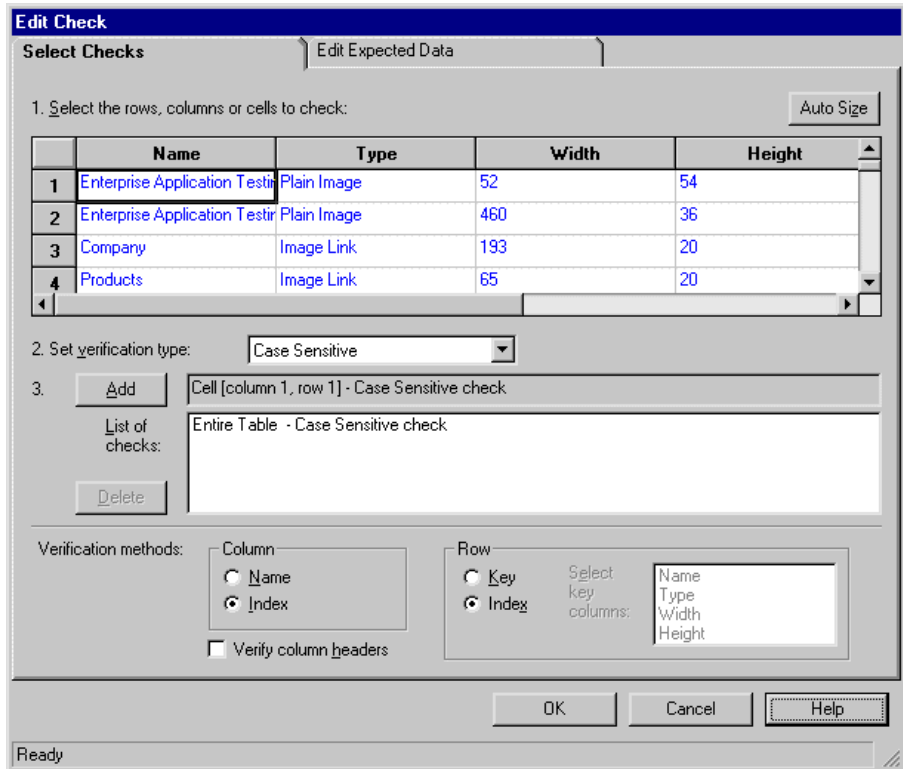 Edit Check
Select Checks Edit Expected Data
1. Select the rows, columns or cells to check: Auto Size
Name Type Width Height
1 Enterprise Application Testin Plain Image 52 54
2 Enterprise Application Testin Plain Image 460 36
3 Company Image Link 193 20
4 Products Image Link 65 20
2. Set verification type: Case Sensitive
3. Add Cell [column 1, row 1] - Case Sensitive check
List of checks: Entire Table - Case Sensitive check
Delete
Verification methods: Column Row
Name Key Select key columns: Name
Index Index Type
Width
Verify column headers Height
OK Cancel Help
Ready